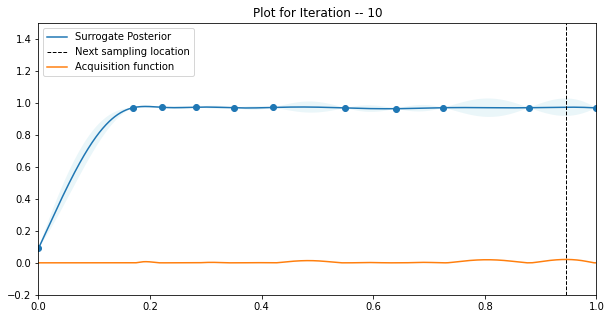 Plot for Iteration -- 10
Surrogate Posterior
Next sampling location
Acquisition function
1.4
1.2
1.0
0.8
0.6
0.4
0.2
0.0
−0.2
0.0 0.2 0.4 0.6 0.8 1.0